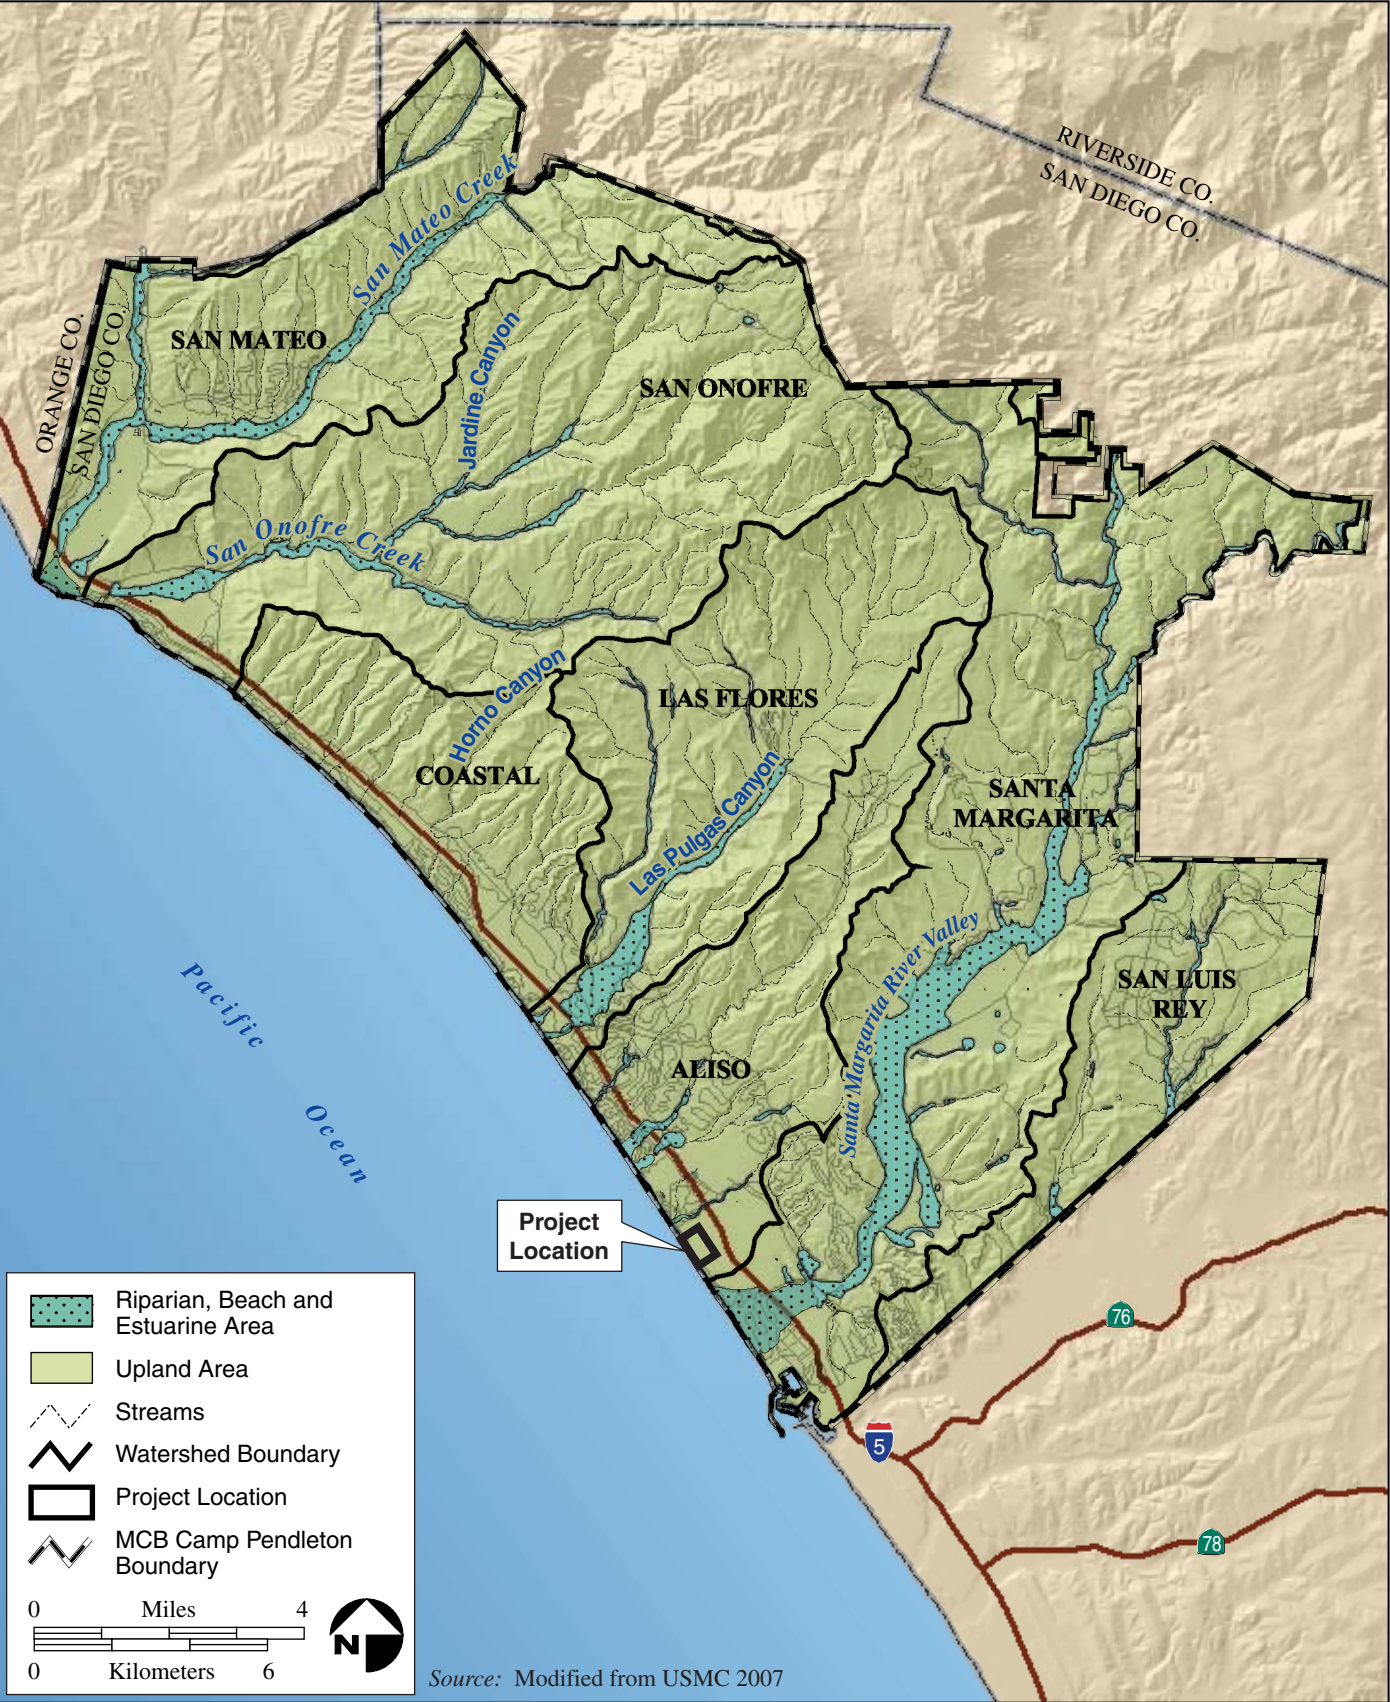 RIVERSIDE CO.
SAN DIEGO CO.
ORANGE CO.
SAN DIEGO CO.
San Mateo Creek
SAN MATEO
Jardine Canyon
SAN ONOFRE
San Onofre Creek
Horno Canyon
LAS FLORES
COASTAL
Las Pulgas Canyon
SANTA
MARGARITA
Santa Margarita River Valley
SAN LUIS
REY
ALISO
Pacific
Ocean
Project
Location
76
5
78
Riparian, Beach and
Estuarine Area
Upland Area
Streams
Watershed Boundary
Project Location
MCB Camp Pendleton
Boundary
0 Miles 4
0 Kilometers 6
N
Source: Modified from USMC 2007